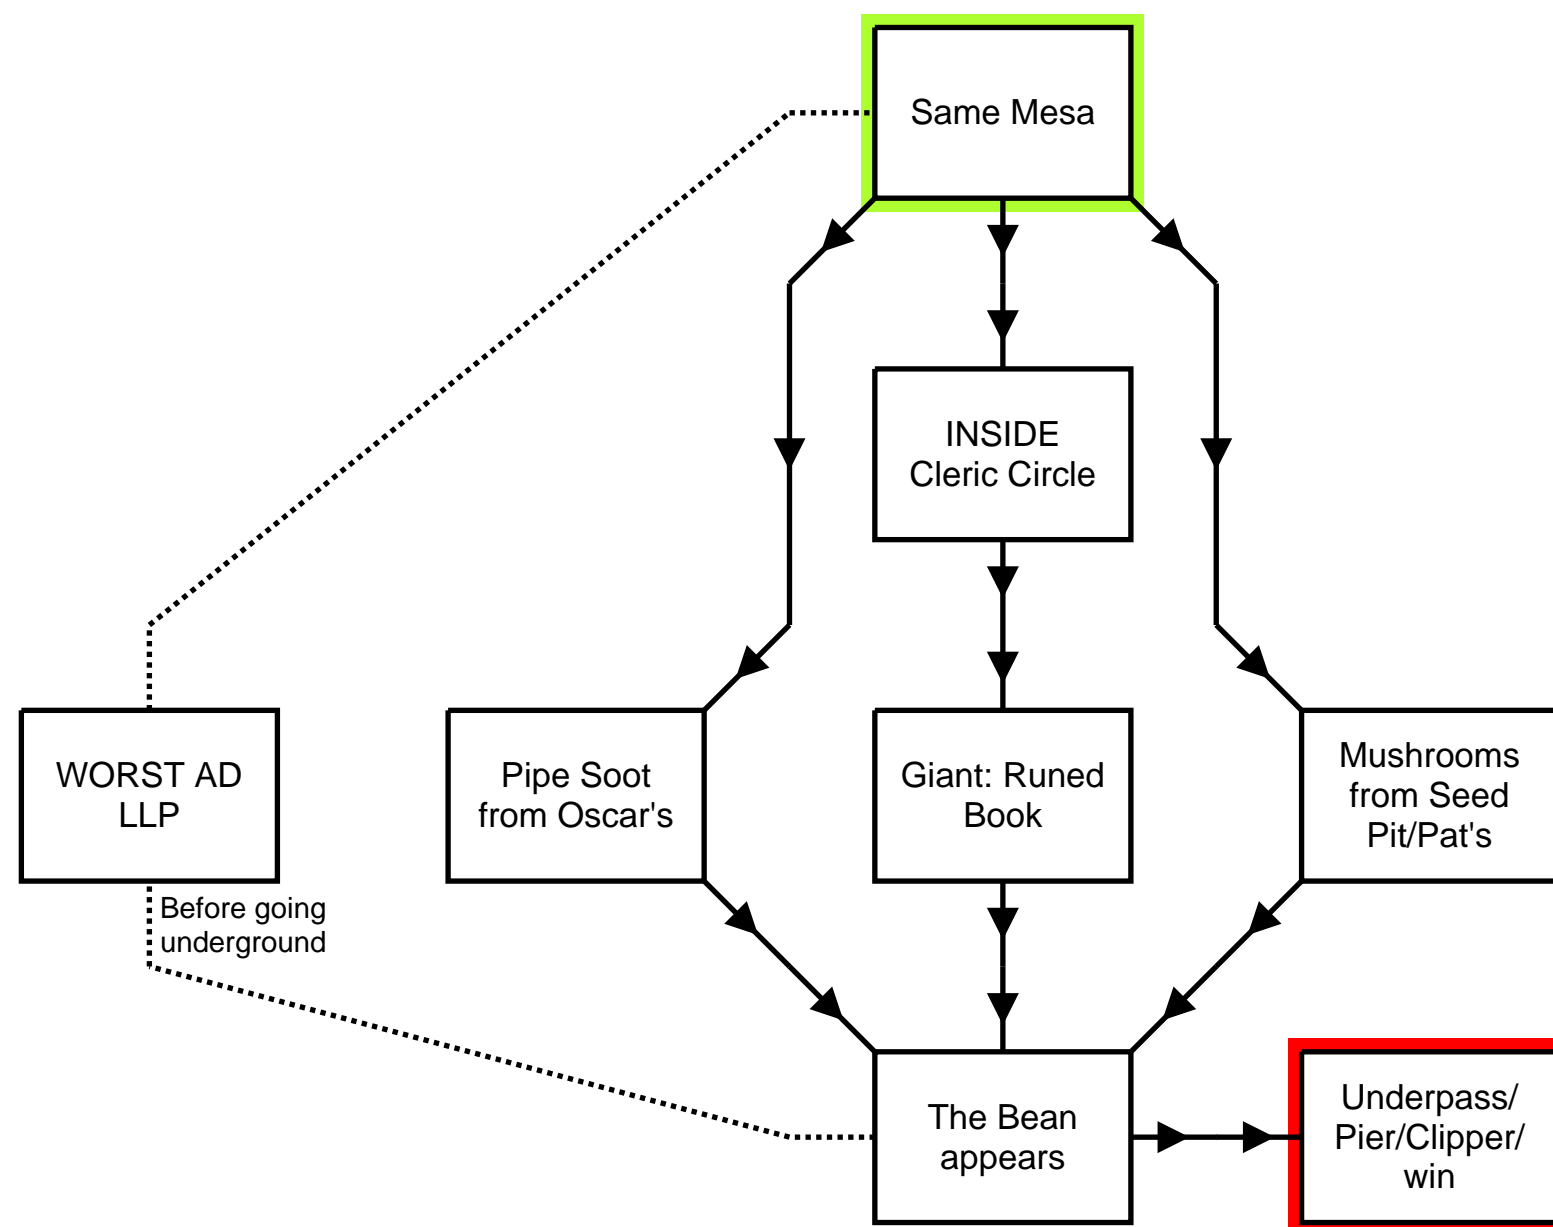 Same Mesa
INSIDE
Cleric Circle
WORST AD
LLP
Pipe Soot
from Oscar's
Giant: Runed
Book
Mushrooms
from Seed
Pit/Pat's
Before going
underground
The Bean
appears
Underpass/
Pier/Clipper/
win